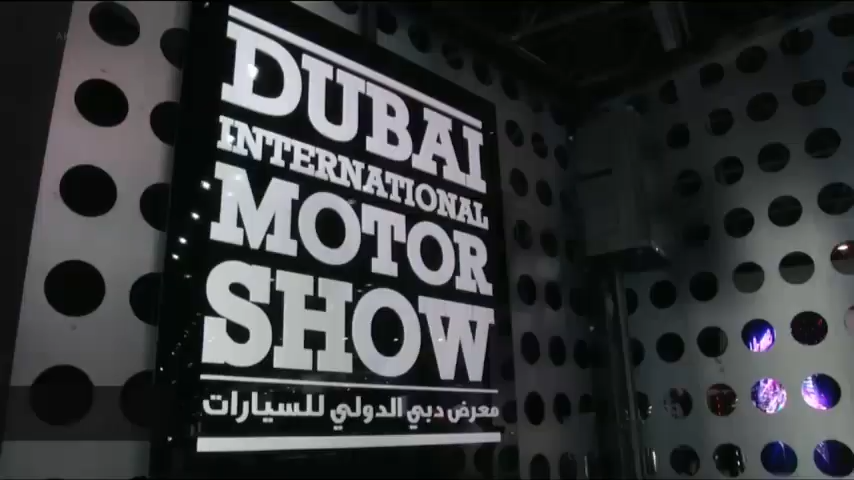 DUBAI
INTERNATIONAL
MOTOR
SHOW
معرض دبي الدولي للسيارات